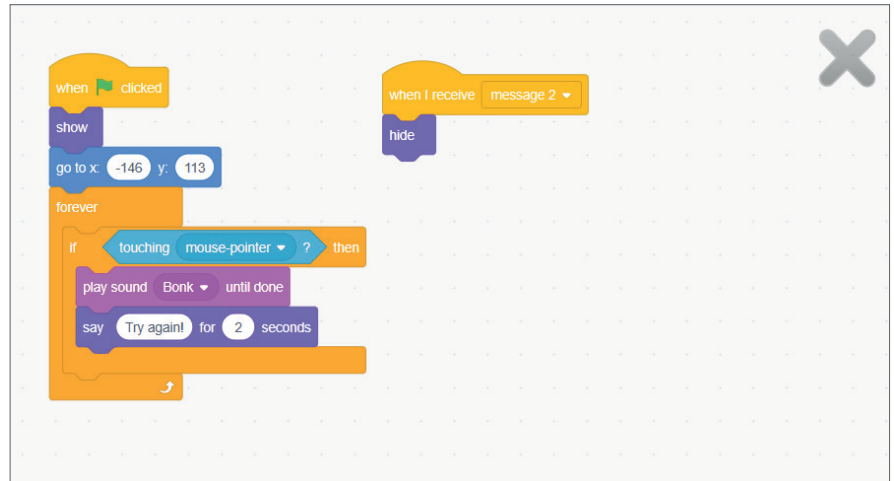 when clicked
show
go to x: -146 y: 113
forever
if touching mouse-pointer ? then
play sound Bonk until done
say Try again! for 2 seconds
when I receive message 2
hide